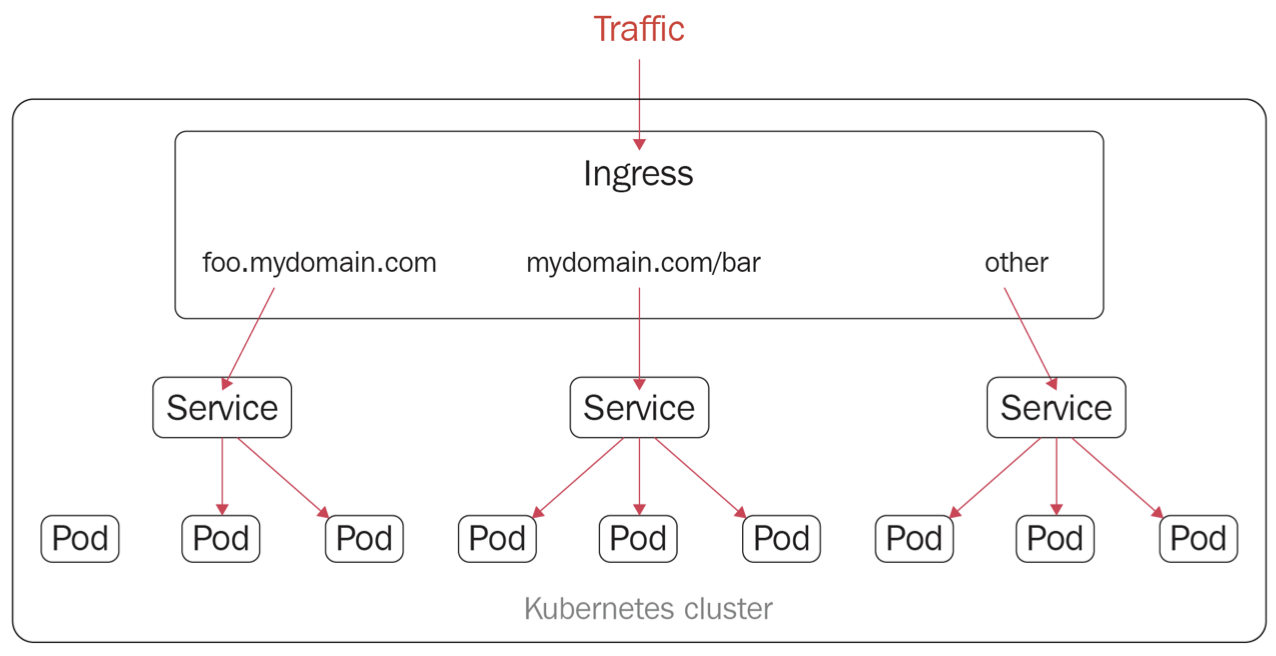 Traffic
Ingress
foo.mydomain.com mydomain.com/bar other
Service Service Service
Pod Pod Pod Pod Pod Pod Pod Pod Pod
Kubernetes cluster